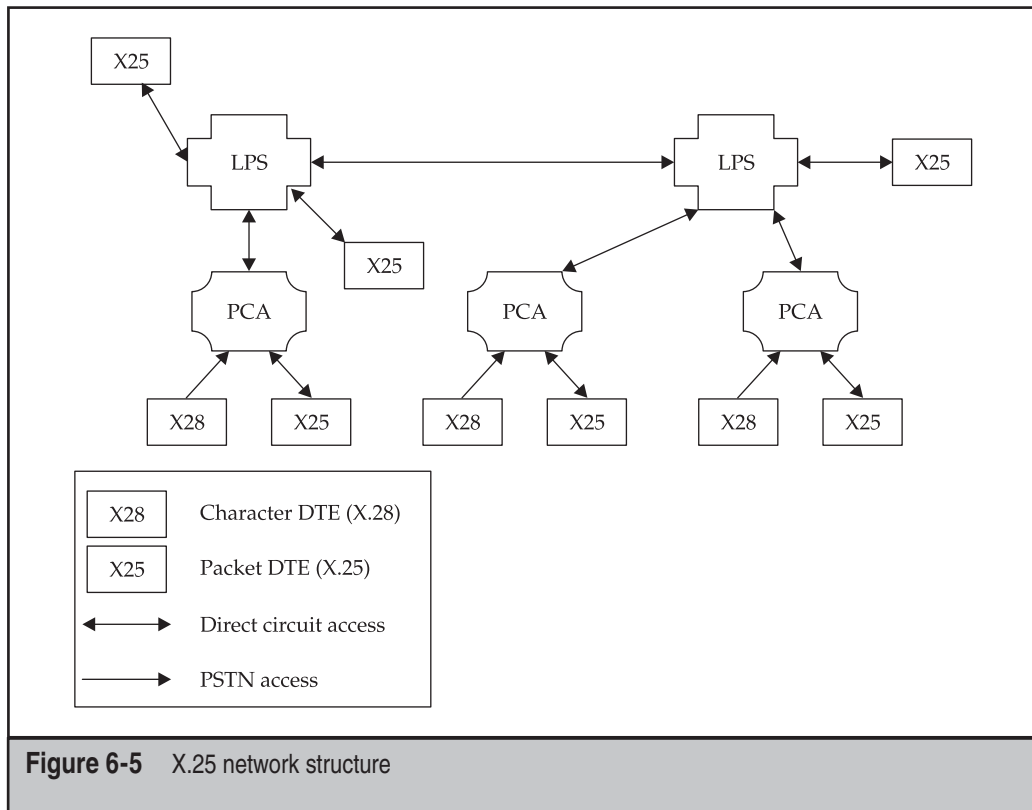 X25
LPS
LPS
X25
X25
PCA
PCA
PCA
X28
X25
X28
X25
X28
X25
X28 Character DTE (X.28)
X25 Packet DTE (X.25)
Direct circuit access
PSTN access
Figure 6-5 X.25 network structure